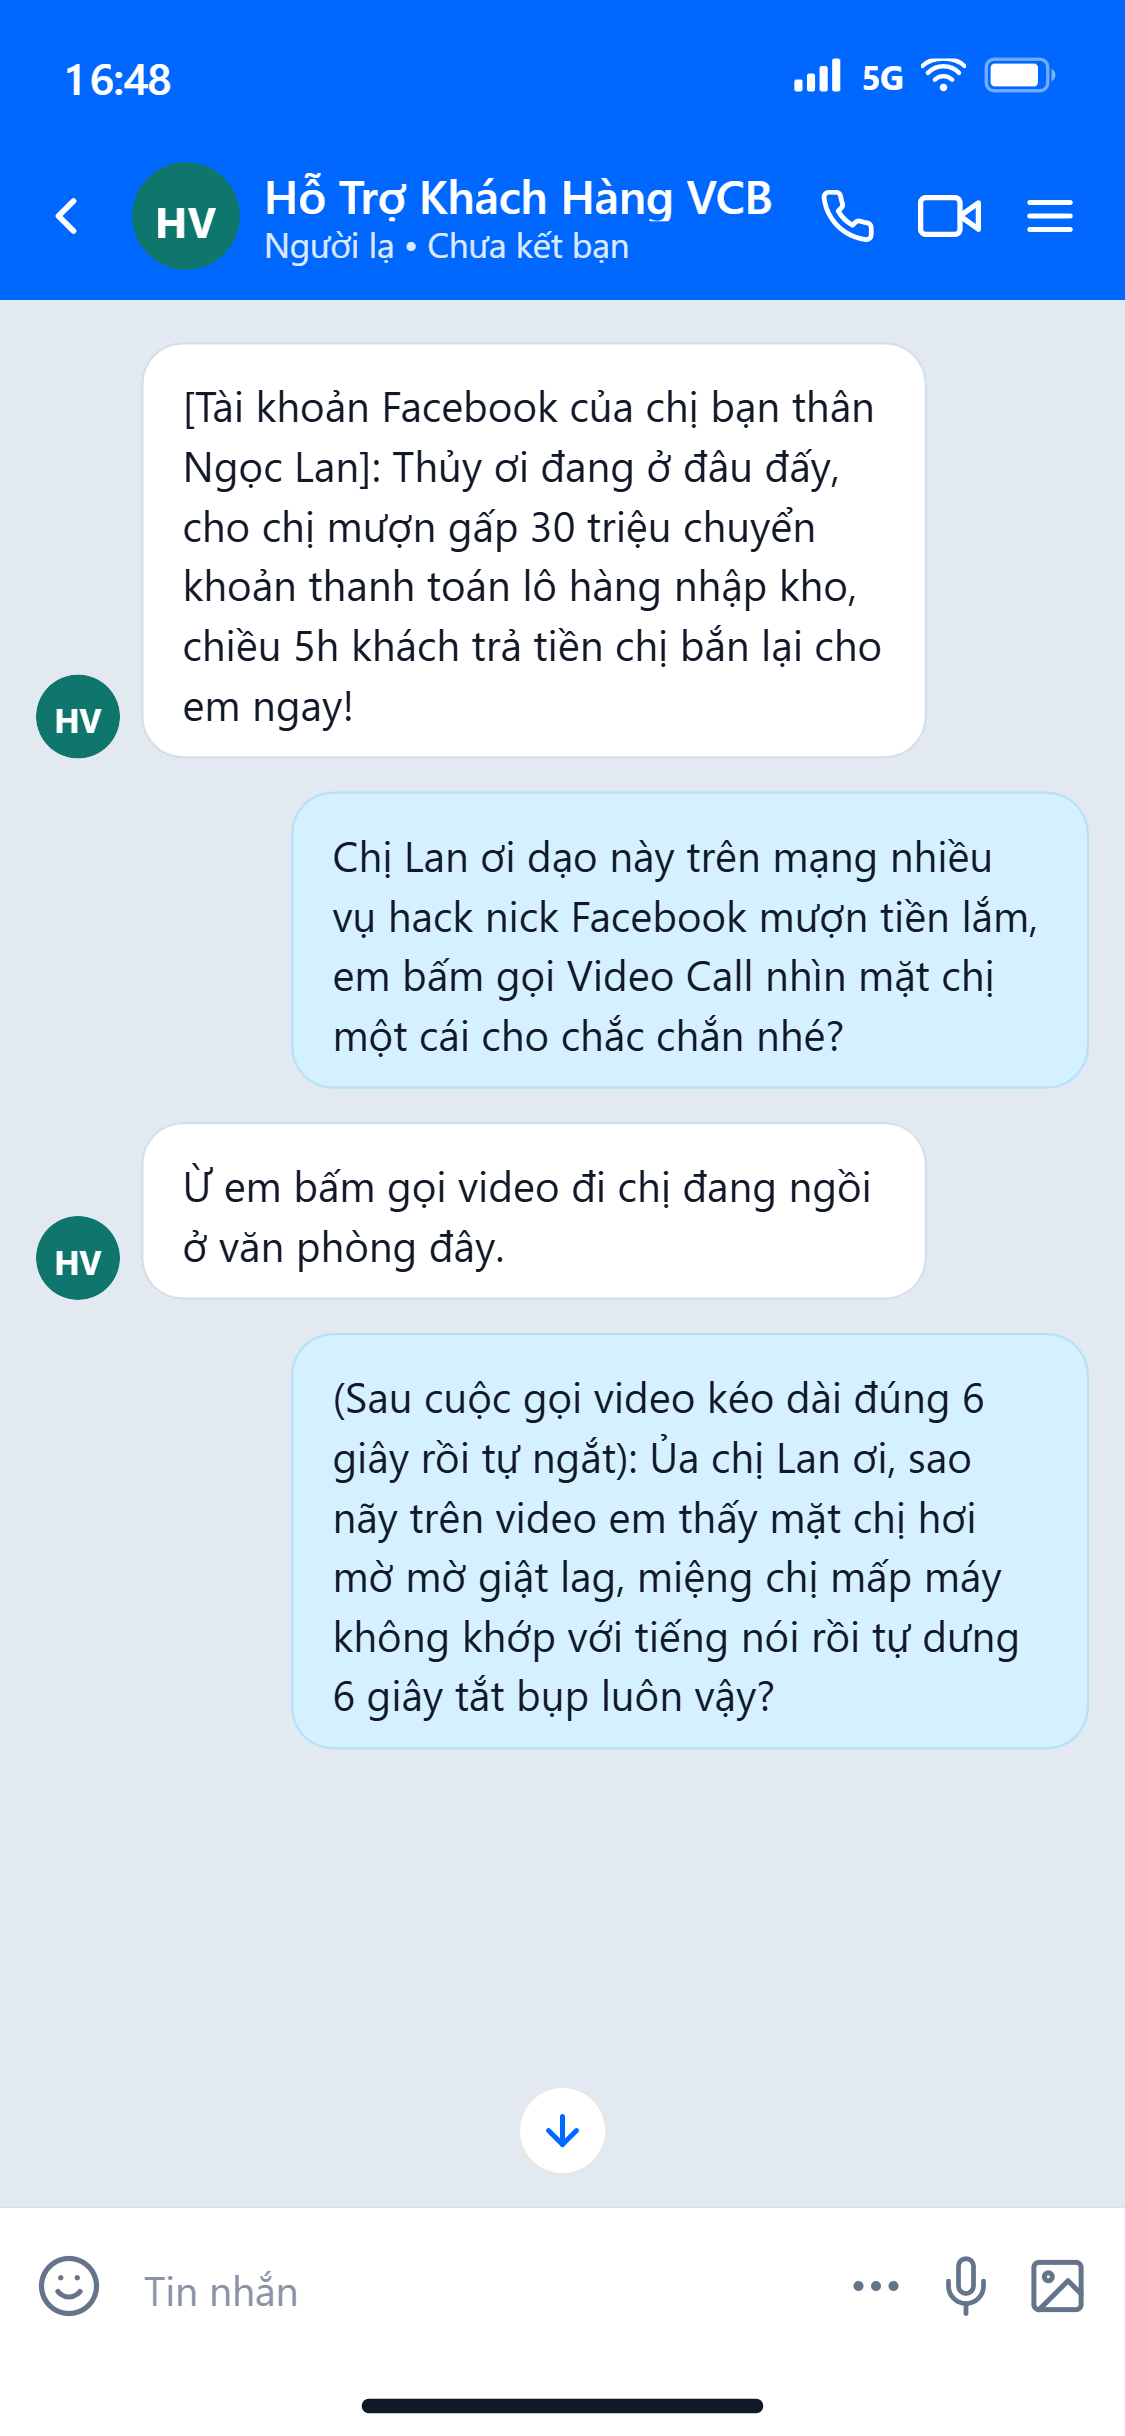 16:48
5G
HV
Hỗ Trợ Khách Hàng VCB
Người lạ • Chưa kết bạn
[Tài khoản Facebook của chị bạn thân
Ngọc Lan]: Thủy ơi đang ở đâu đấy,
cho chị mượn gấp 30 triệu chuyển
khoản thanh toán lô hàng nhập kho,
chiều 5h khách trả tiền chị bắn lại cho
em ngay!
HV
Chị Lan ơi dạo này trên mạng nhiều
vụ hack nick Facebook mượn tiền lắm,
em bấm gọi Video Call nhìn mặt chị
một cái cho chắc chắn nhé?
Ừ em bấm gọi video đi chị đang ngồi
ở văn phòng đây.
HV
(Sau cuộc gọi video kéo dài đúng 6
giây rồi tự ngắt): Ủa chị Lan ơi, sao
nãy trên video em thấy mặt chị hơi
mờ mờ giật lag, miệng chị mấp máy
không khớp với tiếng nói rồi tự dưng
6 giây tắt bụp luôn vậy?
Tin nhắn